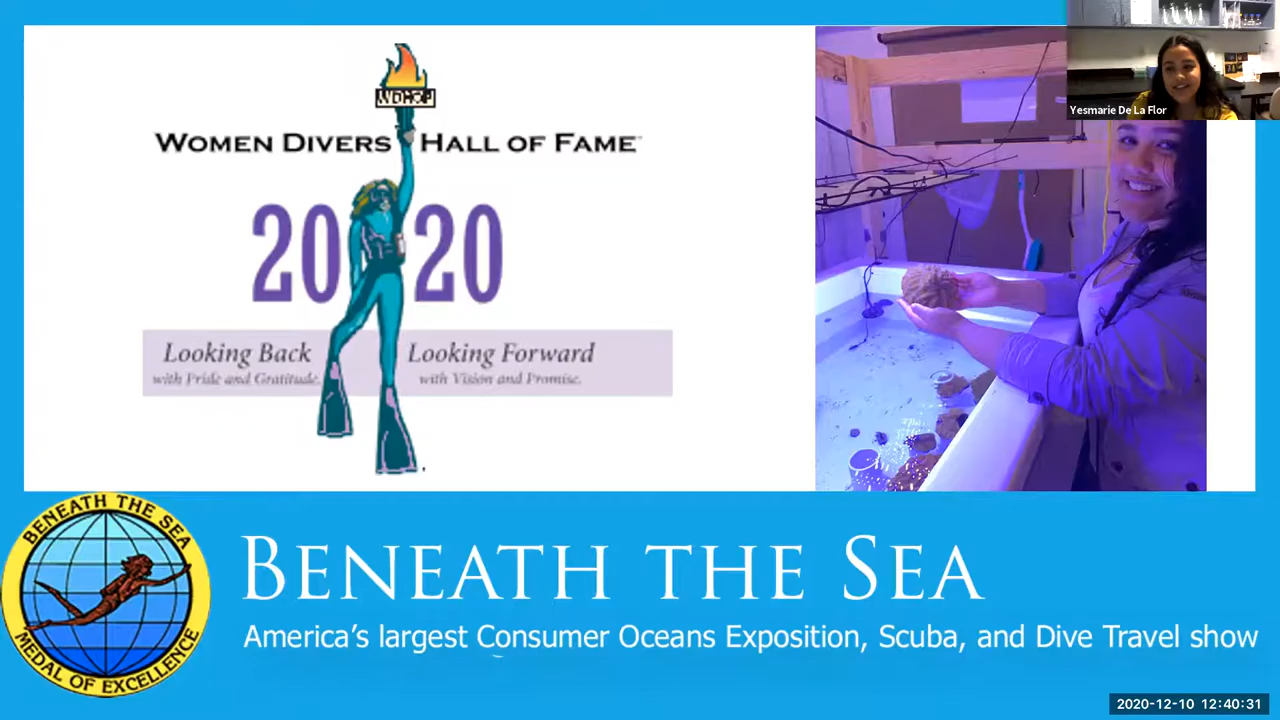 WDHOF
WOMEN DIVERS HALL OF FAME™
2020
Looking Back
with Pride and Gratitude.
Looking Forward
with Vision and Promise.
Yesmarie De La Flor
BENEATH THE SEA
MEDAL OF EXCELLENCE
BENEATH THE SEA
America's largest Consumer Oceans Exposition, Scuba, and Dive Travel show
2020-12-10 12:40:31